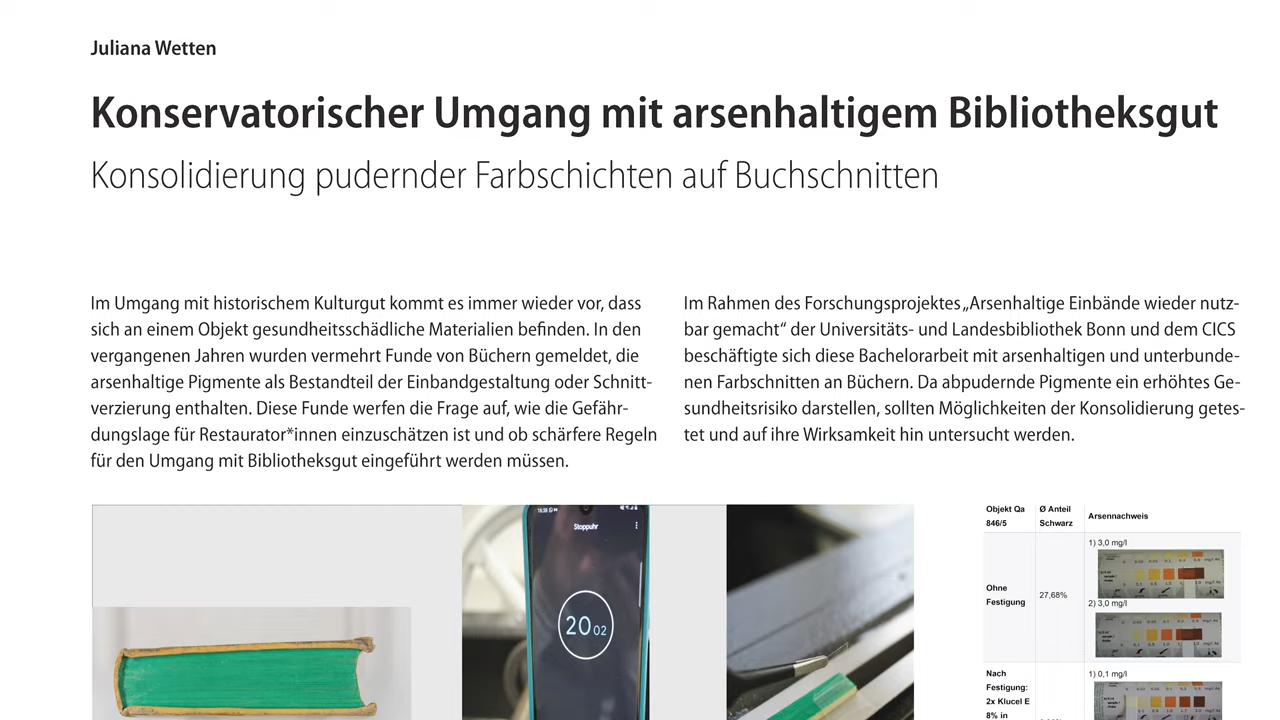 Juliana Wetten
Konservatorischer Umgang mit arsenhaltigem Bibliotheksgut
Konsolidierung pudernder Farbschichten auf Buchschnitten
Im Umgang mit historischem Kulturgut kommt es immer wieder vor, dass
sich an einem Objekt gesundheitsschädliche Materialien befinden. In den
vergangenen Jahren wurden vermehrt Funde von Büchern gemeldet, die
arsenhaltige Pigmente als Bestandteil der Einbandgestaltung oder Schnitt-
verzierung enthalten. Diese Funde werfen die Frage auf, wie die Gefähr-
dungslage für Restaurator*innen einzuschätzen ist und ob schärfere Regeln
für den Umgang mit Bibliotheksgut eingeführt werden müssen.
Im Rahmen des Forschungsprojektes „Arsenhaltige Einbände wieder nutz-
bar gemacht“ der Universitäts- und Landesbibliothek Bonn und dem CICS
beschäftigte sich diese Bachelorarbeit mit arsenhaltigen und unterbunde-
nen Farbschnitten an Büchern. Da abpudernde Pigmente ein erhöhtes Ge-
sundheitsrisiko darstellen, sollten Möglichkeiten der Konsolidierung getes-
tet und auf ihre Wirksamkeit hin untersucht werden.
Stoppuhr
20 02
Objekt Qa
846/5
Ø Anteil
Schwarz
Arsennachweis
Ohne
Festigung
27,68%
1) 3,0 mg/l
2) 3,0 mg/l
Nach
Festigung:
2x Klucel E
8% in
1) 0,1 mg/l